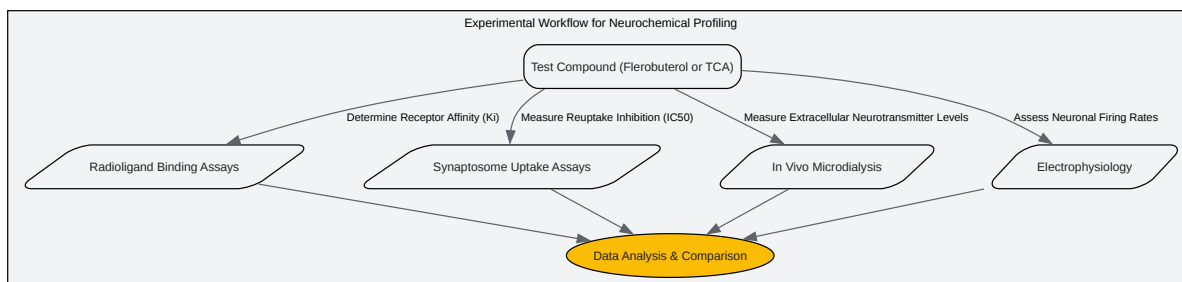 Experimental Workflow for Neurochemical Profiling
Test Compound (Flerobuterol or TCA)
Determine Receptor Affinity (Ki)
Measure Reuptake Inhibition (IC50)
Measure Extracellular Neurotransmitter Levels
Assess Neuronal Firing Rates
Radioligand Binding Assays
Synaptosome Uptake Assays
In Vivo Microdialysis
Electrophysiology
Data Analysis & Comparison